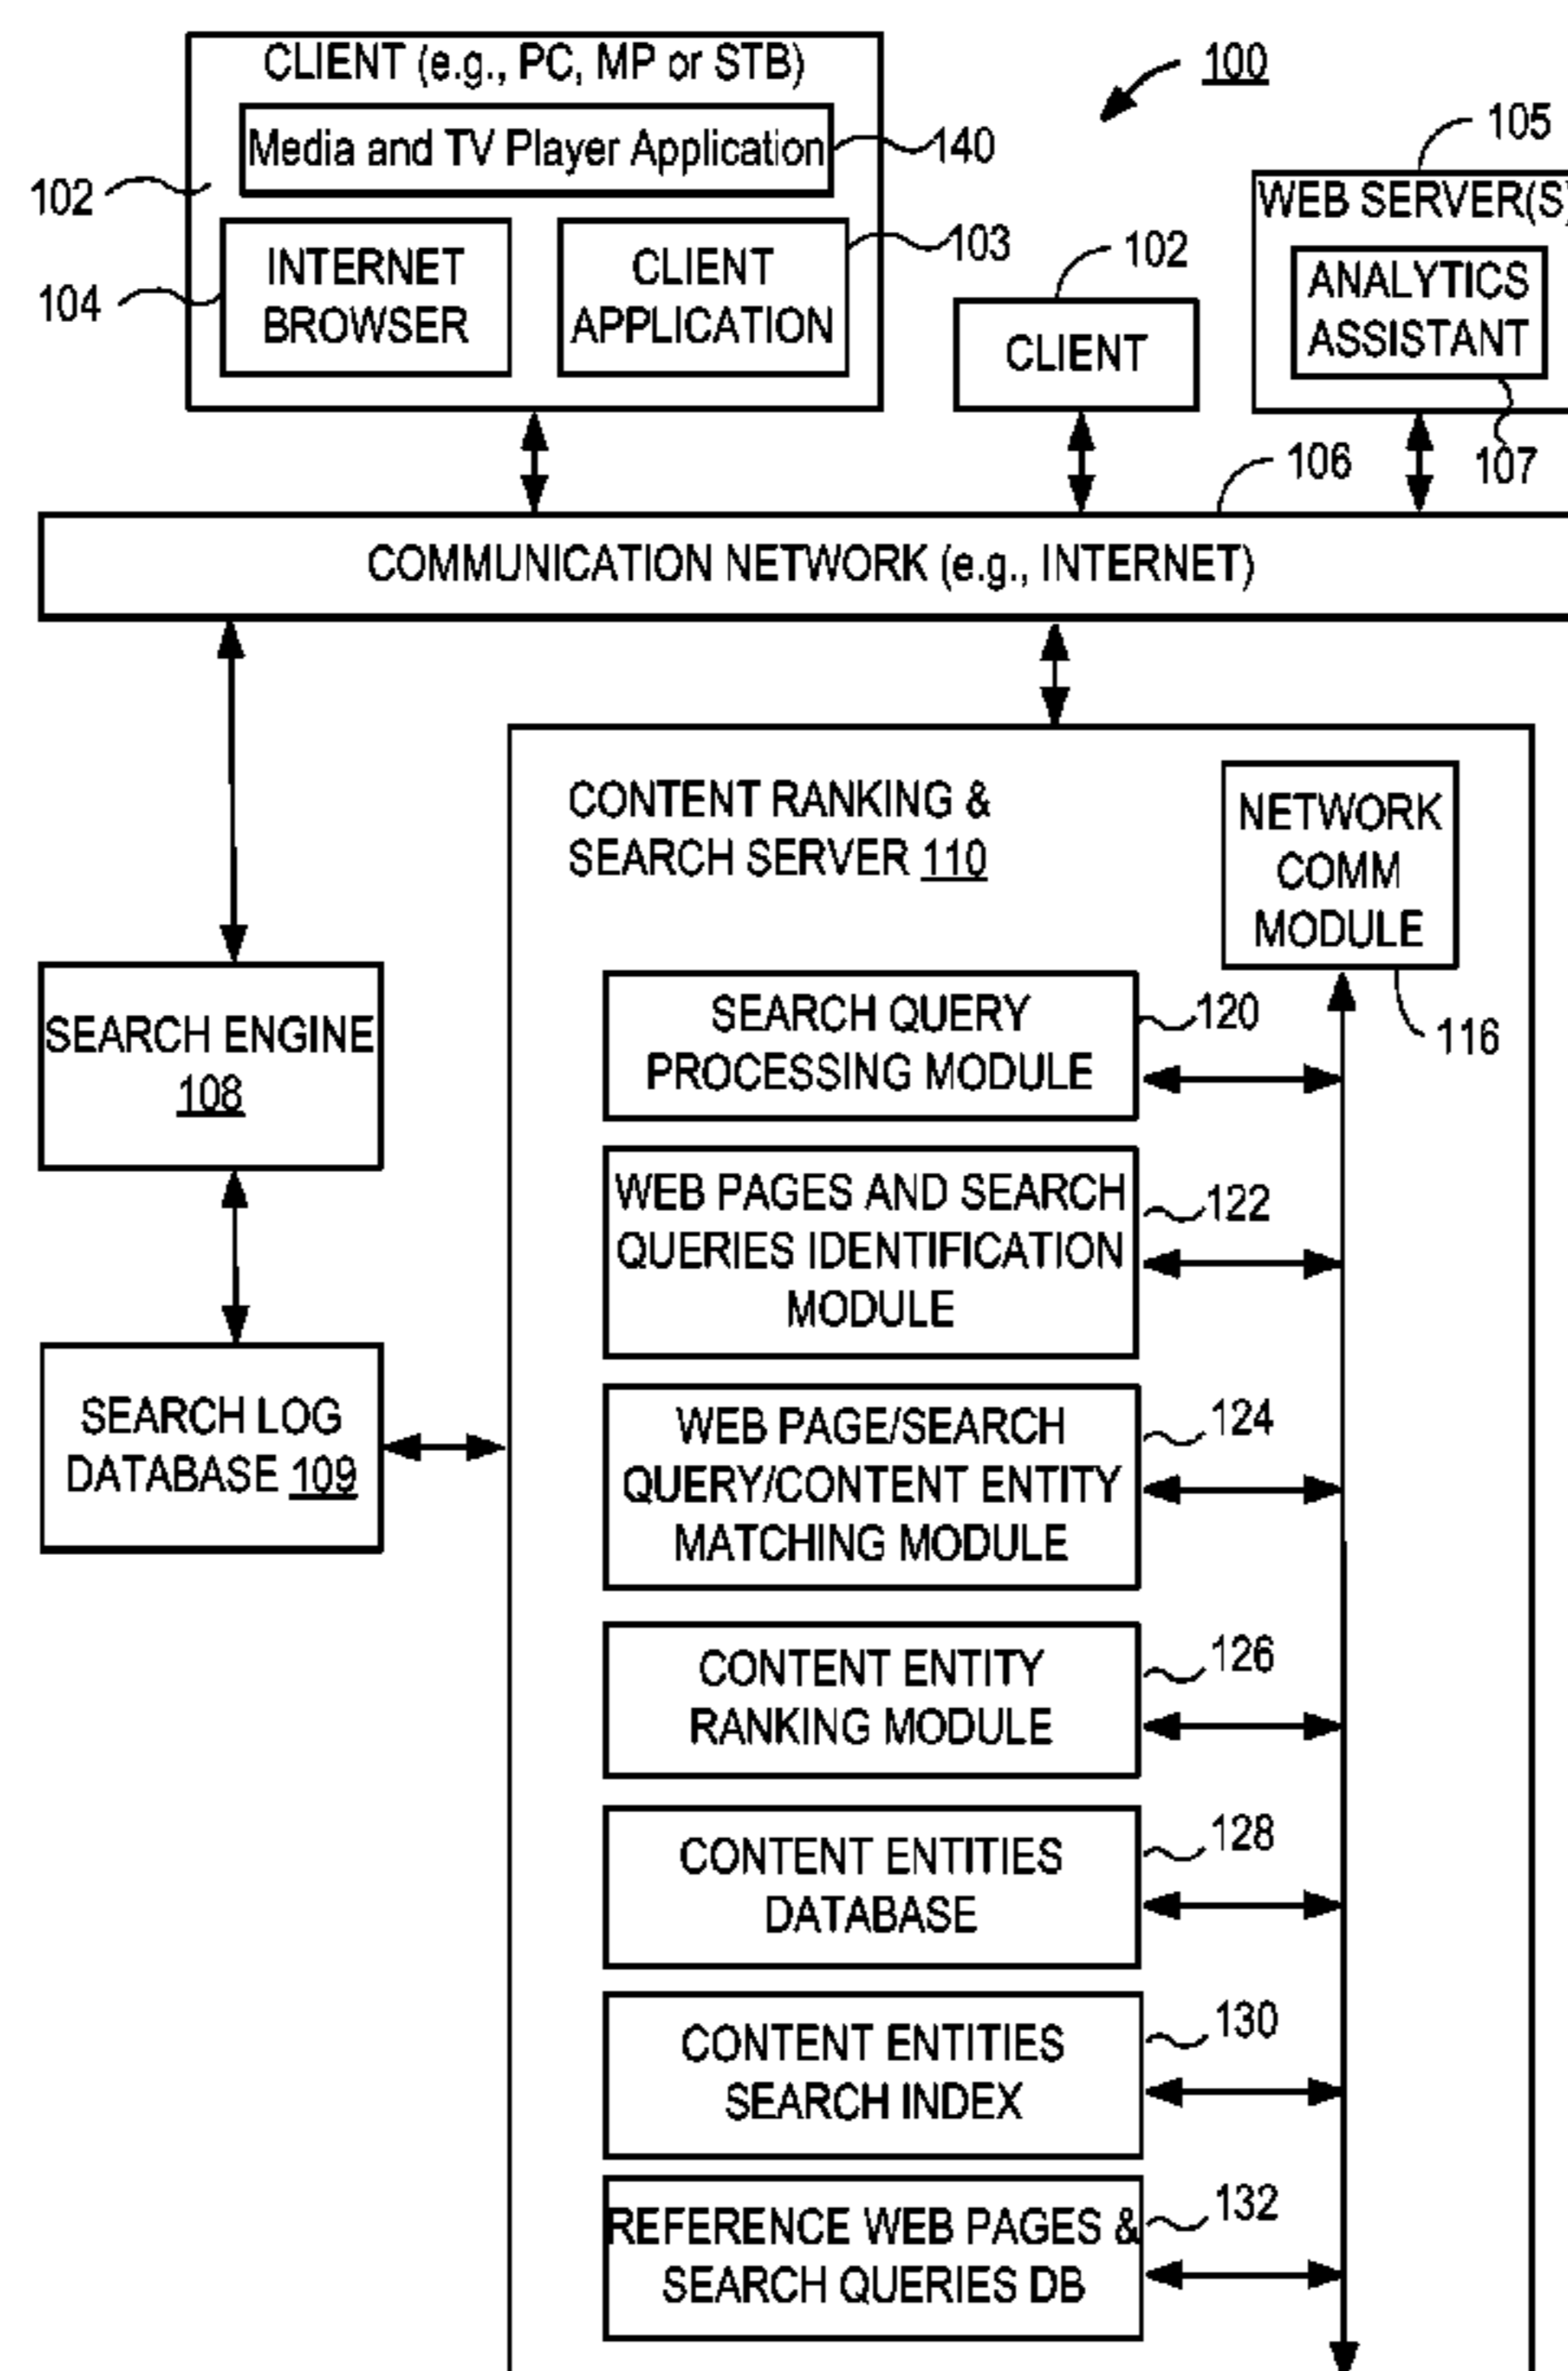 CLIENT (e.g., PC, MP or STB)
100
Media and TV Player Application
140
105
102
WEB SERVER(S)
INTERNET
BROWSER
104
CLIENT
APPLICATION
103
102
CLIENT
ANALYTICS
ASSISTANT
107
106
COMMUNICATION NETWORK (e.g., INTERNET)
CONTENT RANKING &
SEARCH SERVER 110
NETWORK
COMM
MODULE
116
SEARCH ENGINE
108
SEARCH QUERY
PROCESSING MODULE
120
WEB PAGES AND SEARCH
QUERIES IDENTIFICATION
MODULE
122
SEARCH LOG
DATABASE 109
WEB PAGE/SEARCH
QUERY/CONTENT ENTITY
MATCHING MODULE
124
CONTENT ENTITY
RANKING MODULE
126
CONTENT ENTITIES
DATABASE
128
CONTENT ENTITIES
SEARCH INDEX
130
REFERENCE WEB PAGES &
SEARCH QUERIES DB
132